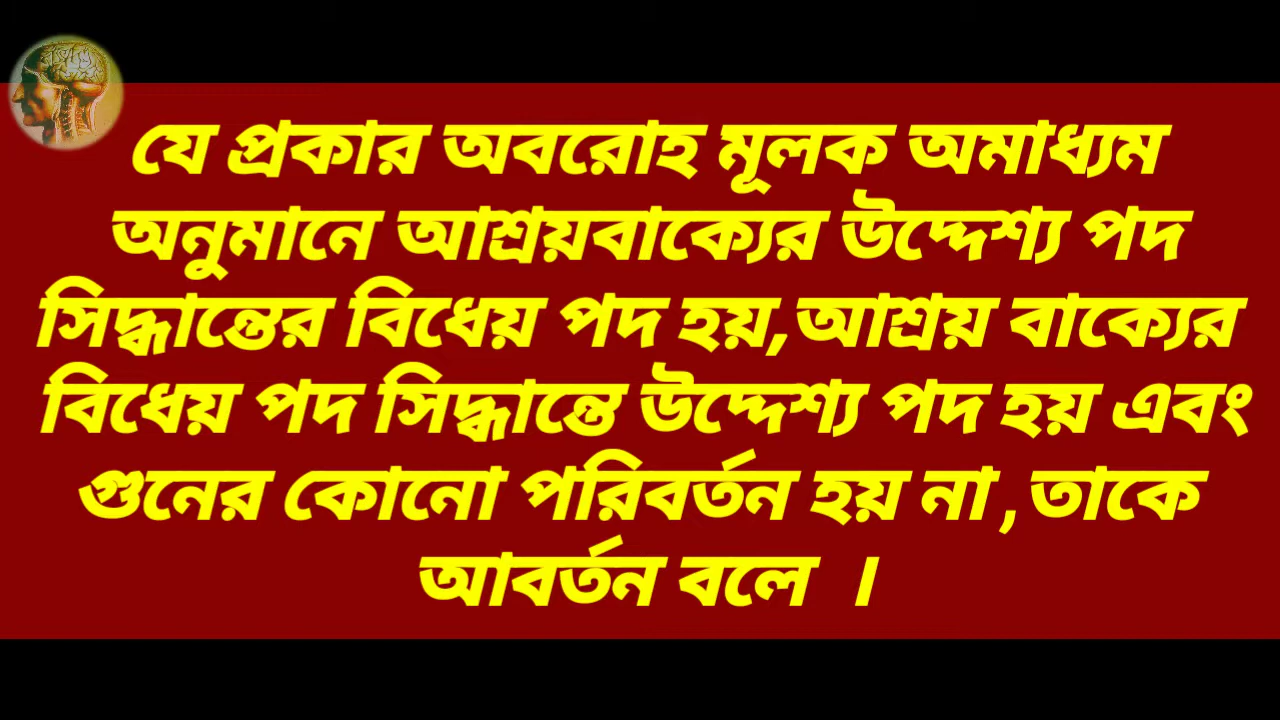 যে প্রকার অবরোহ মূলক অমাধ্যম
অনুমানে আশ্রয়বাক্যের উদ্দেশ্য পদ
সিদ্ধান্তের বিধেয় পদ হয়,আশ্রয় বাক্যের
বিধেয় পদ সিদ্ধান্তে উদ্দেশ্য পদ হয় এবং
গুনের কোনো পরিবর্তন হয় না ,তাকে
আবর্তন বলে ।